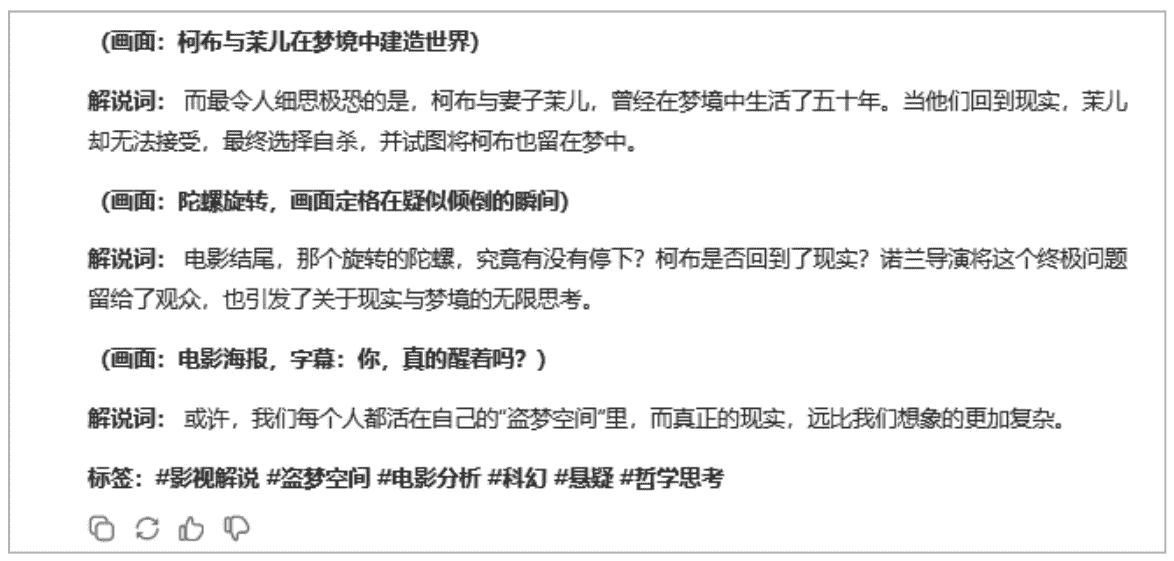 （画面：柯布与茉儿在梦境中建造世界）
解说词： 而最令人细思极恐的是，柯布与妻子茉儿，曾经在梦境中生活了五十年。当他们回到现实，茉儿
却无法接受，最终选择自杀，并试图将柯布也留在梦中。
（画面：陀螺旋转，画面定格在疑似倾倒的瞬间）
解说词： 电影结尾，那个旋转的陀螺，究竟有没有停下？柯布是否回到了现实？诺兰导演将这个终极问题
留给了观众，也引发了关于现实与梦境的无限思考。
（画面：电影海报，字幕：你，真的醒着吗？）
解说词： 或许，我们每个人都活在自己的“盗梦空间”里，而真正的现实，远比我们想象的更加复杂。
标签：#影视解说 #盗梦空间 #电影分析 #科幻 #悬疑 #哲学思考